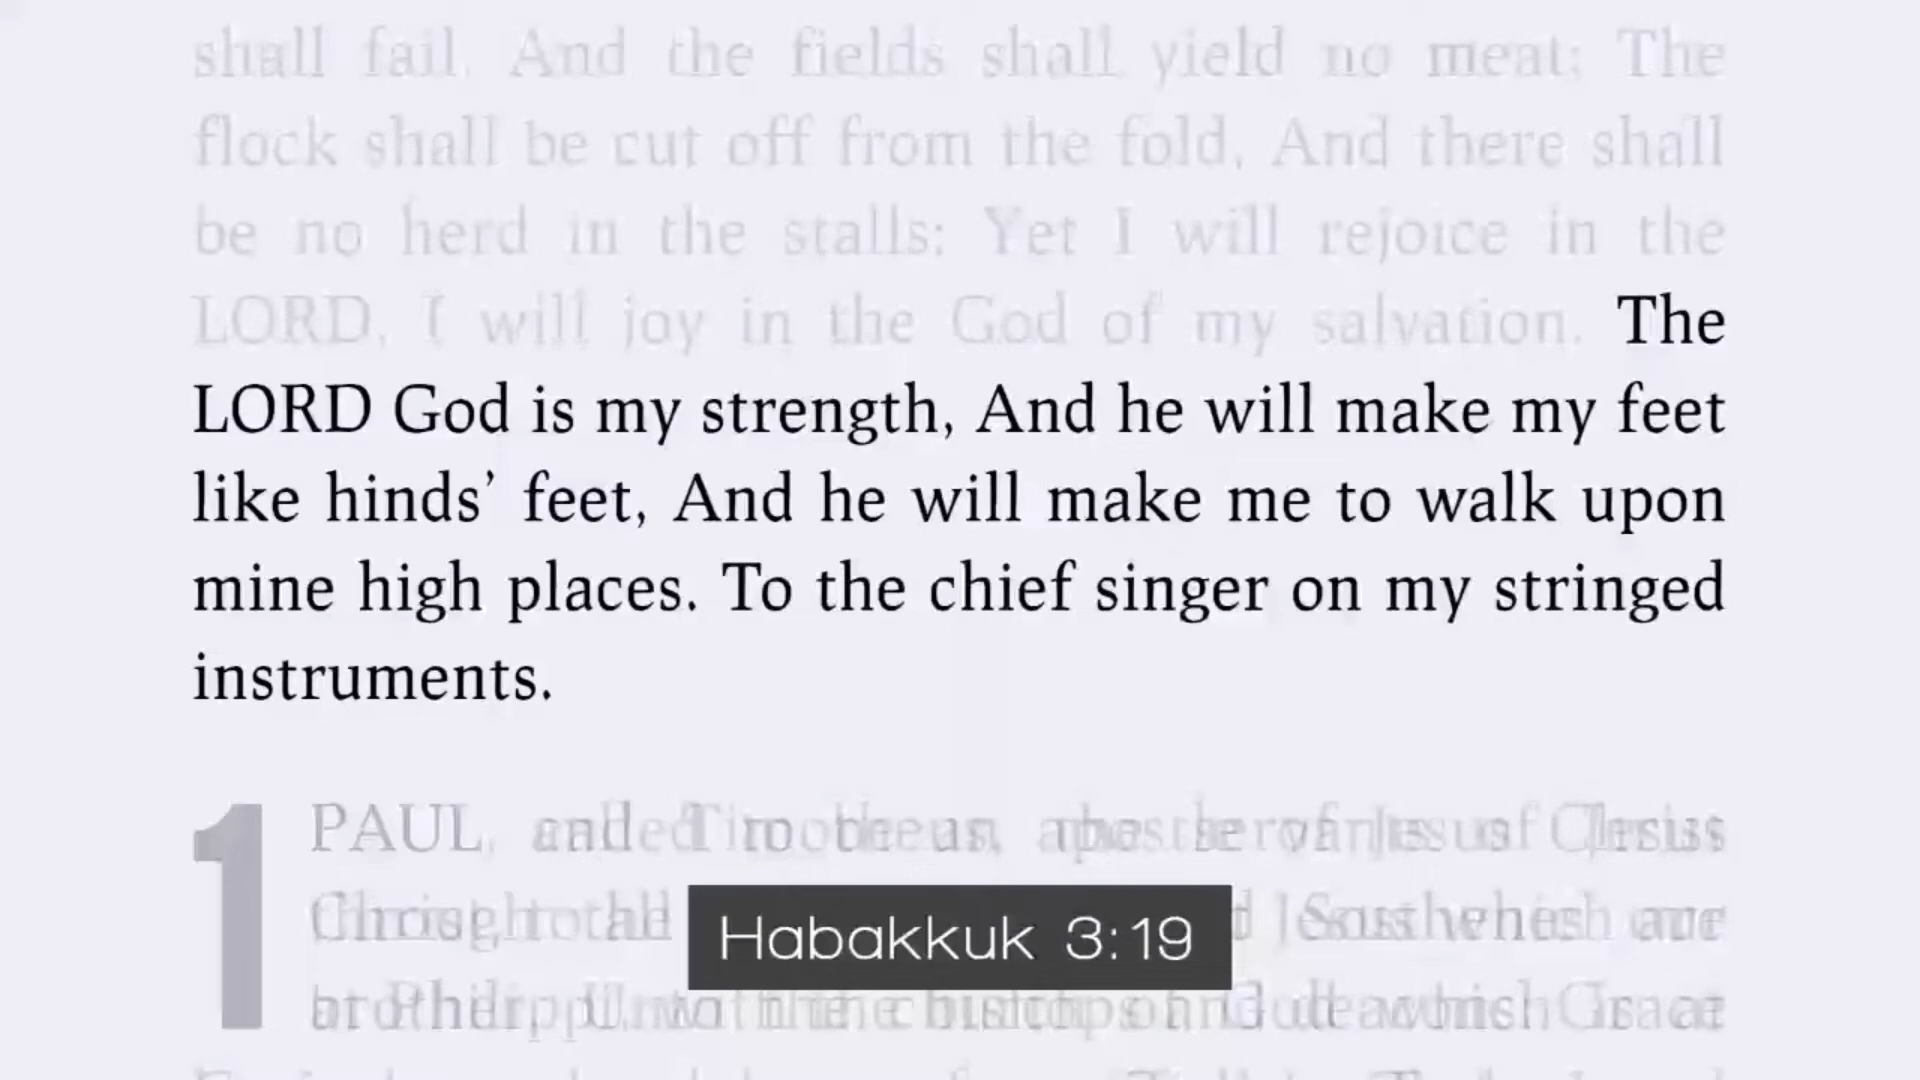 shall fail, And the fields shall yield no meat; The
flock shall be cut off from the fold, And there shall
be no herd in the stalls: Yet I will rejoice in the
LORD, I will joy in the God of my salvation. The
LORD God is my strength, And he will make my feet
like hinds’ feet, And he will make me to walk upon
mine high places. To the chief singer on my stringed
instruments.
1 PAUL,
Habakkuk 3:19